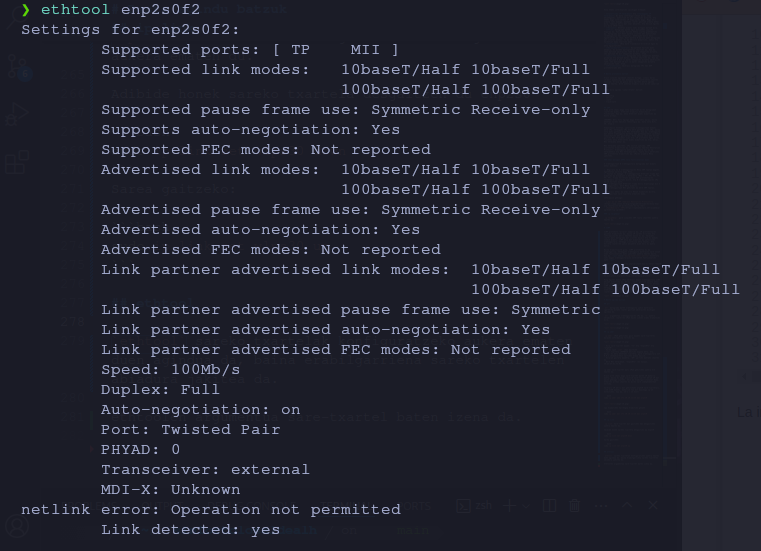 ❯ ethtool enp2s0f2
Settings for enp2s0f2:
Supported ports: [ TP MII ]
Supported link modes: 10baseT/Half 10baseT/Full
100baseT/Half 100baseT/Full
Supported pause frame use: Symmetric Receive-only
Supports auto-negotiation: Yes
Supported FEC modes: Not reported
Advertised link modes: 10baseT/Half 10baseT/Full
100baseT/Half 100baseT/Full
Advertised pause frame use: Symmetric Receive-only
Advertised auto-negotiation: Yes
Advertised FEC modes: Not reported
Link partner advertised link modes: 10baseT/Half 10baseT/Full
100baseT/Half 100baseT/Full
Link partner advertised pause frame use: Symmetric
Link partner advertised auto-negotiation: Yes
Link partner advertised FEC modes: Not reported
Speed: 100Mb/s
Duplex: Full
Auto-negotiation: on
Port: Twisted Pair
PHYAD: 0
Transceiver: external
MDI-X: Unknown
netlink error: Operation not permitted
Link detected: yes